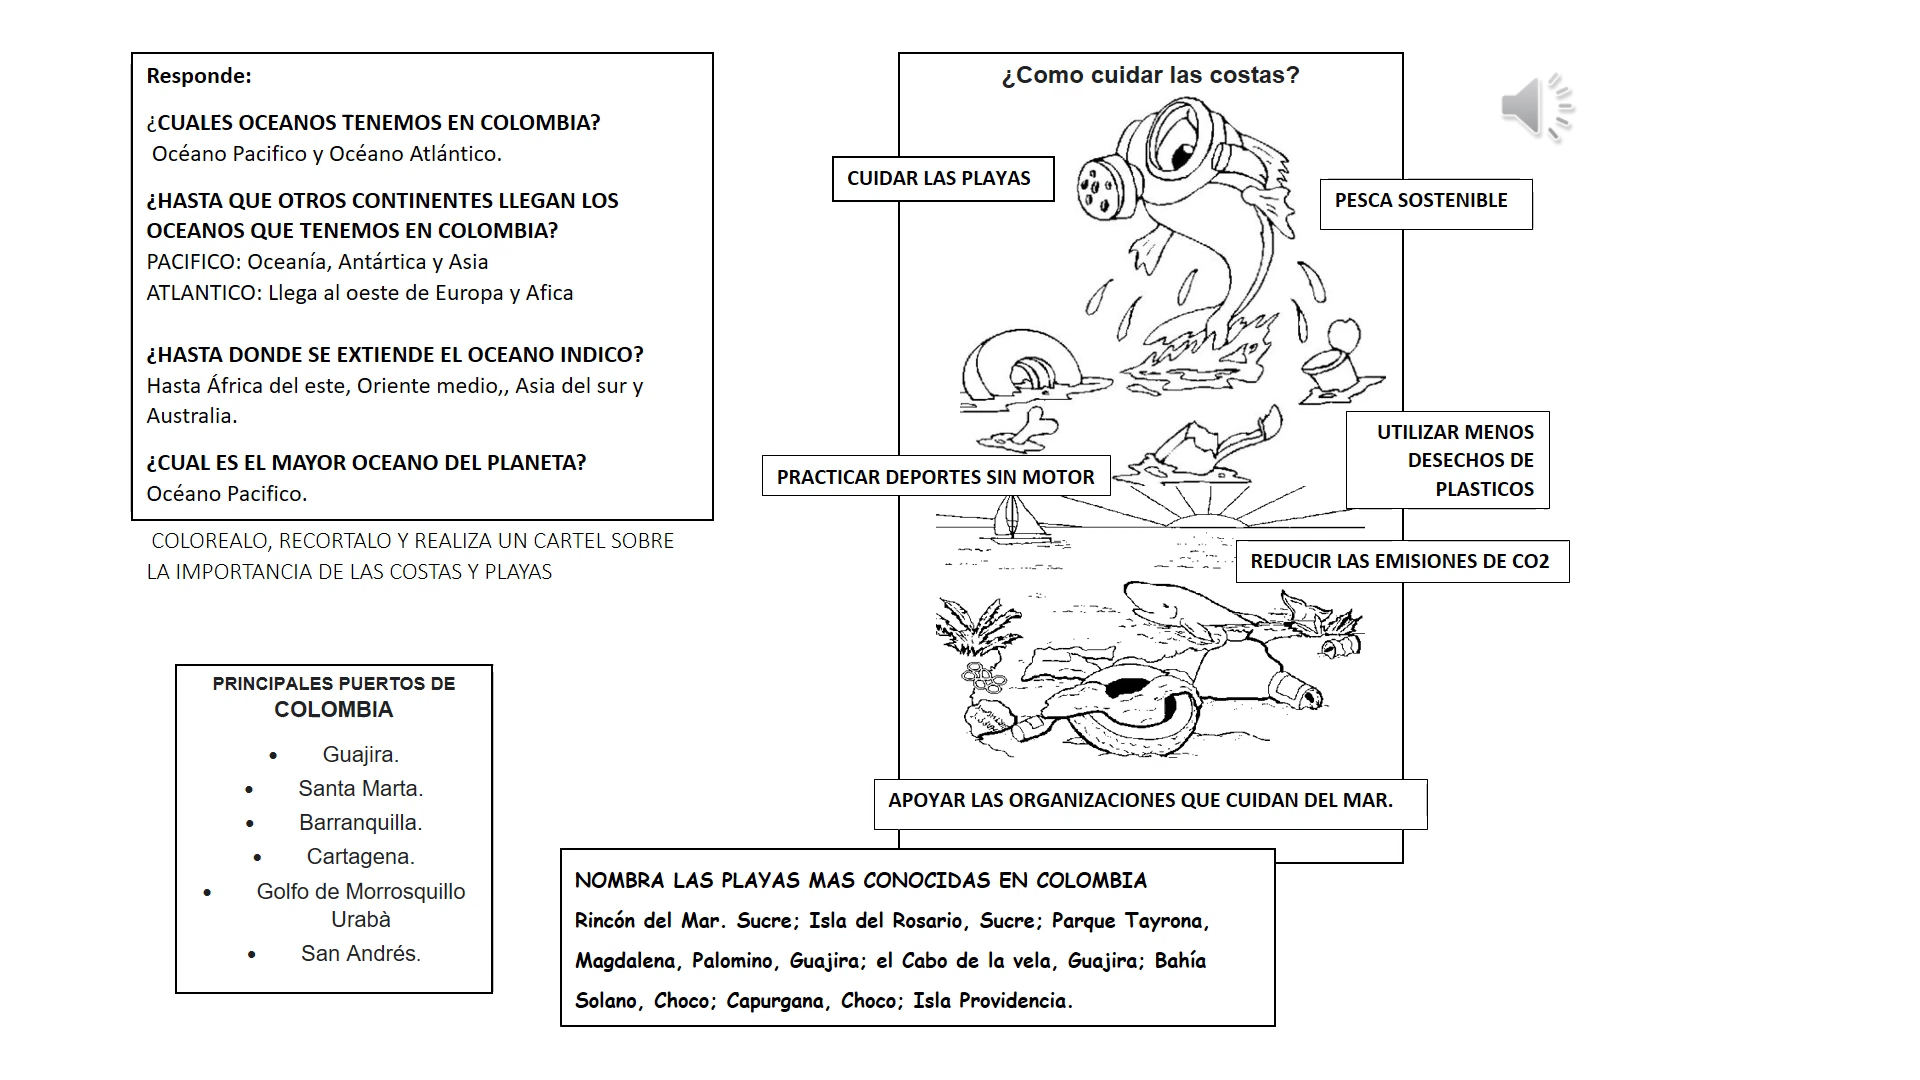 Responde:
¿CUALES OCEANOS TENEMOS EN COLOMBIA?
Océano Pacifico y Océano Atlántico.
¿HASTA QUE OTROS CONTINENTES LLEGAN LOS
OCEANOS QUE TENEMOS EN COLOMBIA?
PACIFICO: Oceanía, Antártica y Asia
ATLANTICO: Llega al oeste de Europa y Afica
¿HASTA DONDE SE EXTIENDE EL OCEANO INDICO?
Hasta África del este, Oriente medio,, Asia del sur y
Australia.
¿CUAL ES EL MAYOR OCEANO DEL PLANETA?
Océano Pacifico.
COLOREALO, RECORTALO Y REALIZA UN CARTEL SOBRE
LA IMPORTANCIA DE LAS COSTAS Y PLAYAS
PRINCIPALES PUERTOS DE
COLOMBIA
• Guajira.
• Santa Marta.
• Barranquilla.
• Cartagena.
• Golfo de Morrosquillo
Urabà
• San Andrés.
¿Como cuidar las costas?
CUIDAR LAS PLAYAS
PESCA SOSTENIBLE
PRACTICAR DEPORTES SIN MOTOR
UTILIZAR MENOS
DESECHOS DE
PLASTICOS
REDUCIR LAS EMISIONES DE CO2
APOYAR LAS ORGANIZACIONES QUE CUIDAN DEL MAR.
NOMBRA LAS PLAYAS MAS CONOCIDAS EN COLOMBIA
Rincón del Mar. Sucre; Isla del Rosario, Sucre; Parque Tayrona,
Magdalena, Palomino, Guajira; el Cabo de la vela, Guajira; Bahía
Solano, Choco; Capurgana, Choco; Isla Providencia.